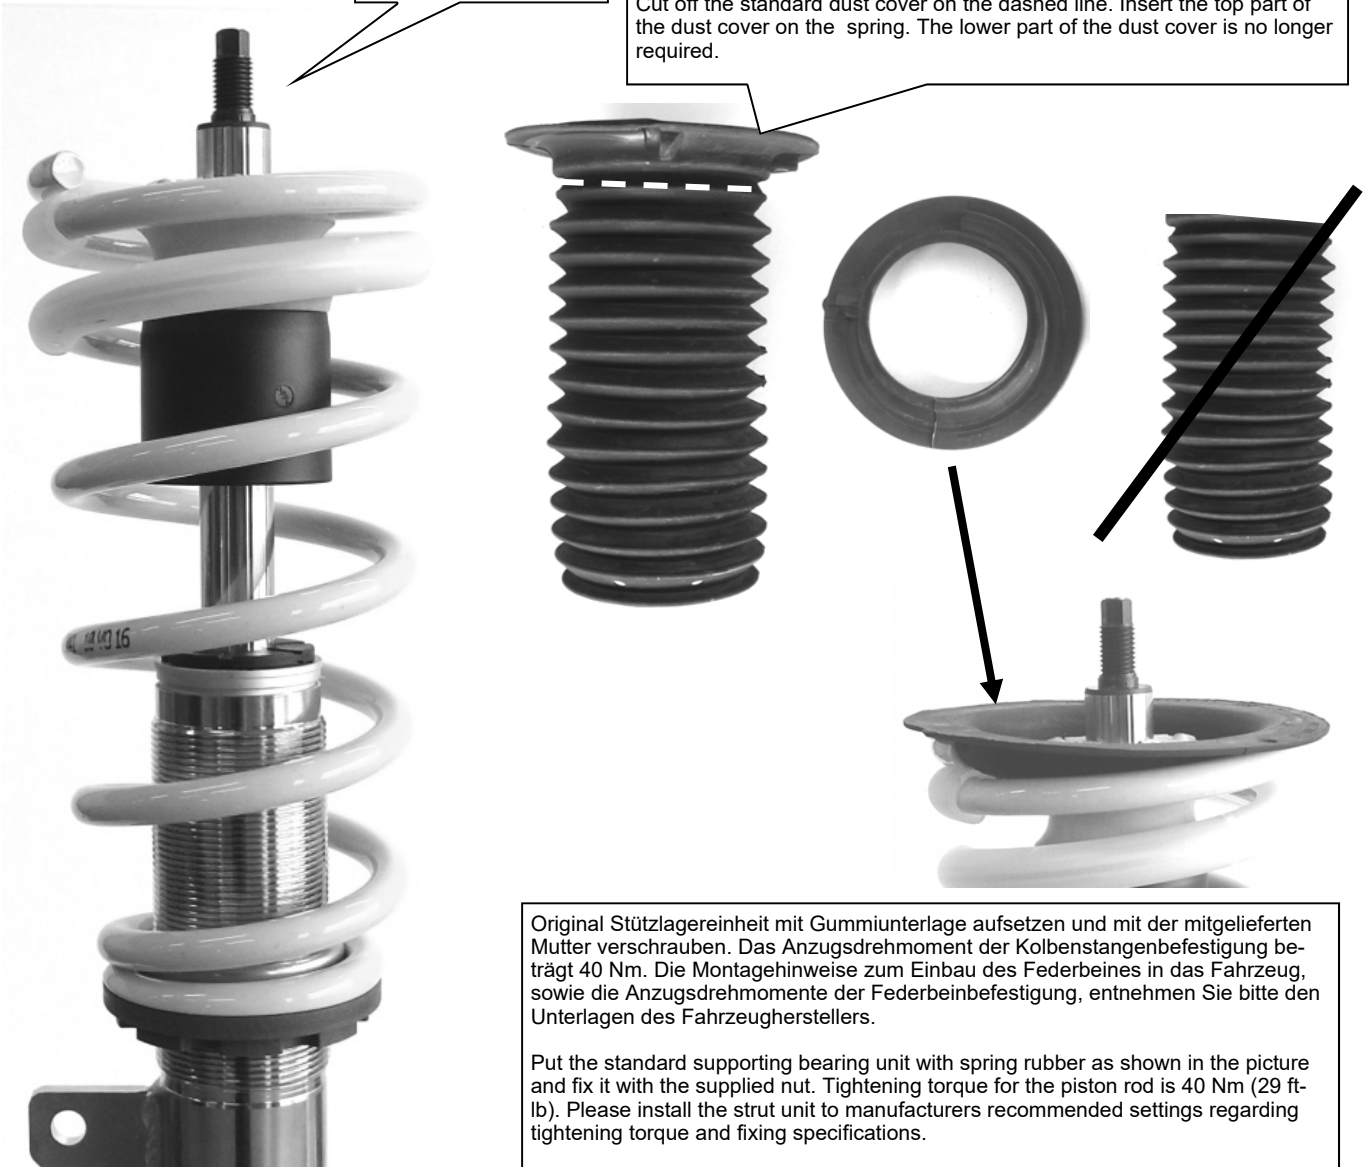 Cut off the standard dust cover on the dashed line. Insert the top part of
the dust cover on the spring. The lower part of the dust cover is no longer
required.
16
Original Stützlagereinheit mit Gummiunterlage aufsetzen und mit der mitgelieferten
Mutter verschrauben. Das Anzugsdrehmoment der Kolbenstangenbefestigung be-
trägt 40 Nm. Die Montagehinweise zum Einbau des Federbeines in das Fahrzeug,
sowie die Anzugsdrehmomente der Federbeinbefestigung, entnehmen Sie bitte den
Unterlagen des Fahrzeugherstellers.
Put the standard supporting bearing unit with spring rubber as shown in the picture
and fix it with the supplied nut. Tightening torque for the piston rod is 40 Nm (29 ft-
lb). Please install the strut unit to manufacturers recommended settings regarding
tightening torque and fixing specifications.